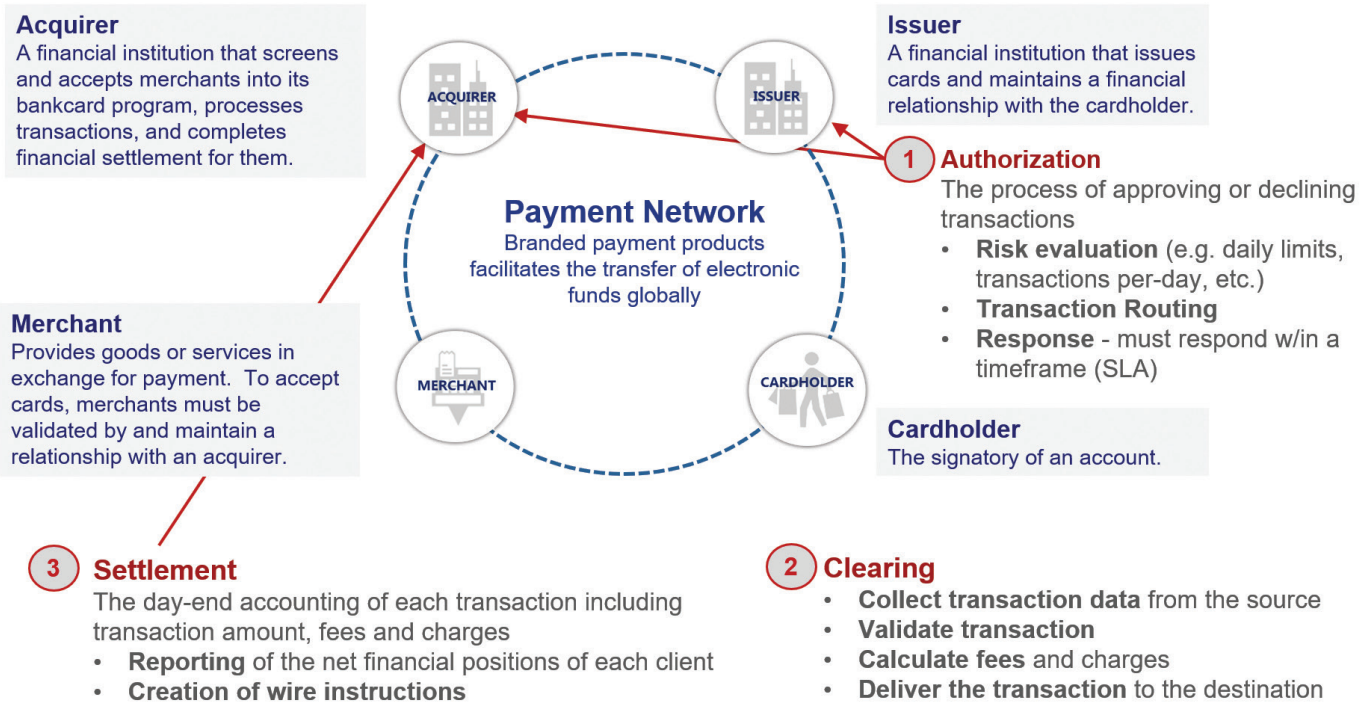 Acquirer
A financial institution that screens
and accepts merchants into its
bankcard program, processes
transactions, and completes
financial settlement for them.
ACQUIRER
ISSUER
Issuer
A financial institution that issues
cards and maintains a financial
relationship with the cardholder.
1 Authorization
The process of approving or declining
transactions
• Risk evaluation (e.g. daily limits,
transactions per-day, etc.)
• Transaction Routing
• Response - must respond w/in a
timeframe (SLA)
Payment Network
Branded payment products
facilitates the transfer of electronic
funds globally
Merchant
Provides goods or services in
exchange for payment. To accept
cards, merchants must be
validated by and maintain a
relationship with an acquirer.
MERCHANT
CARDHOLDER
Cardholder
The signatory of an account.
3 Settlement
The day-end accounting of each transaction including
transaction amount, fees and charges
• Reporting of the net financial positions of each client
• Creation of wire instructions
2 Clearing
• Collect transaction data from the source
• Validate transaction
• Calculate fees and charges
• Deliver the transaction to the destination